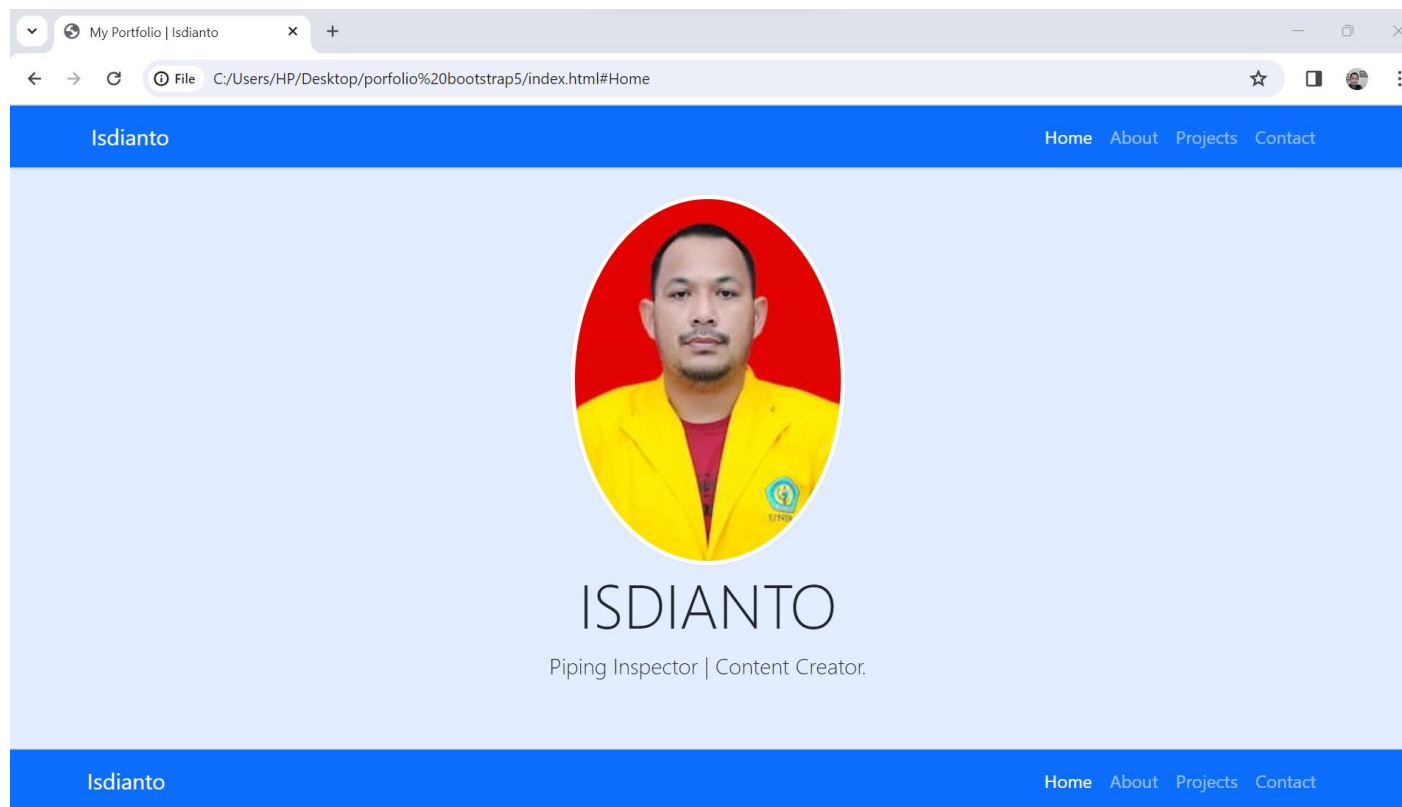 My Portfolio | Isdianto
File C:/Users/HP/Desktop/porfolio%20bootstrap5/index.html#Home
Isdianto Home About Projects Contact
ISDIANTO
Piping Inspector | Content Creator.
Isdianto Home About Projects Contact